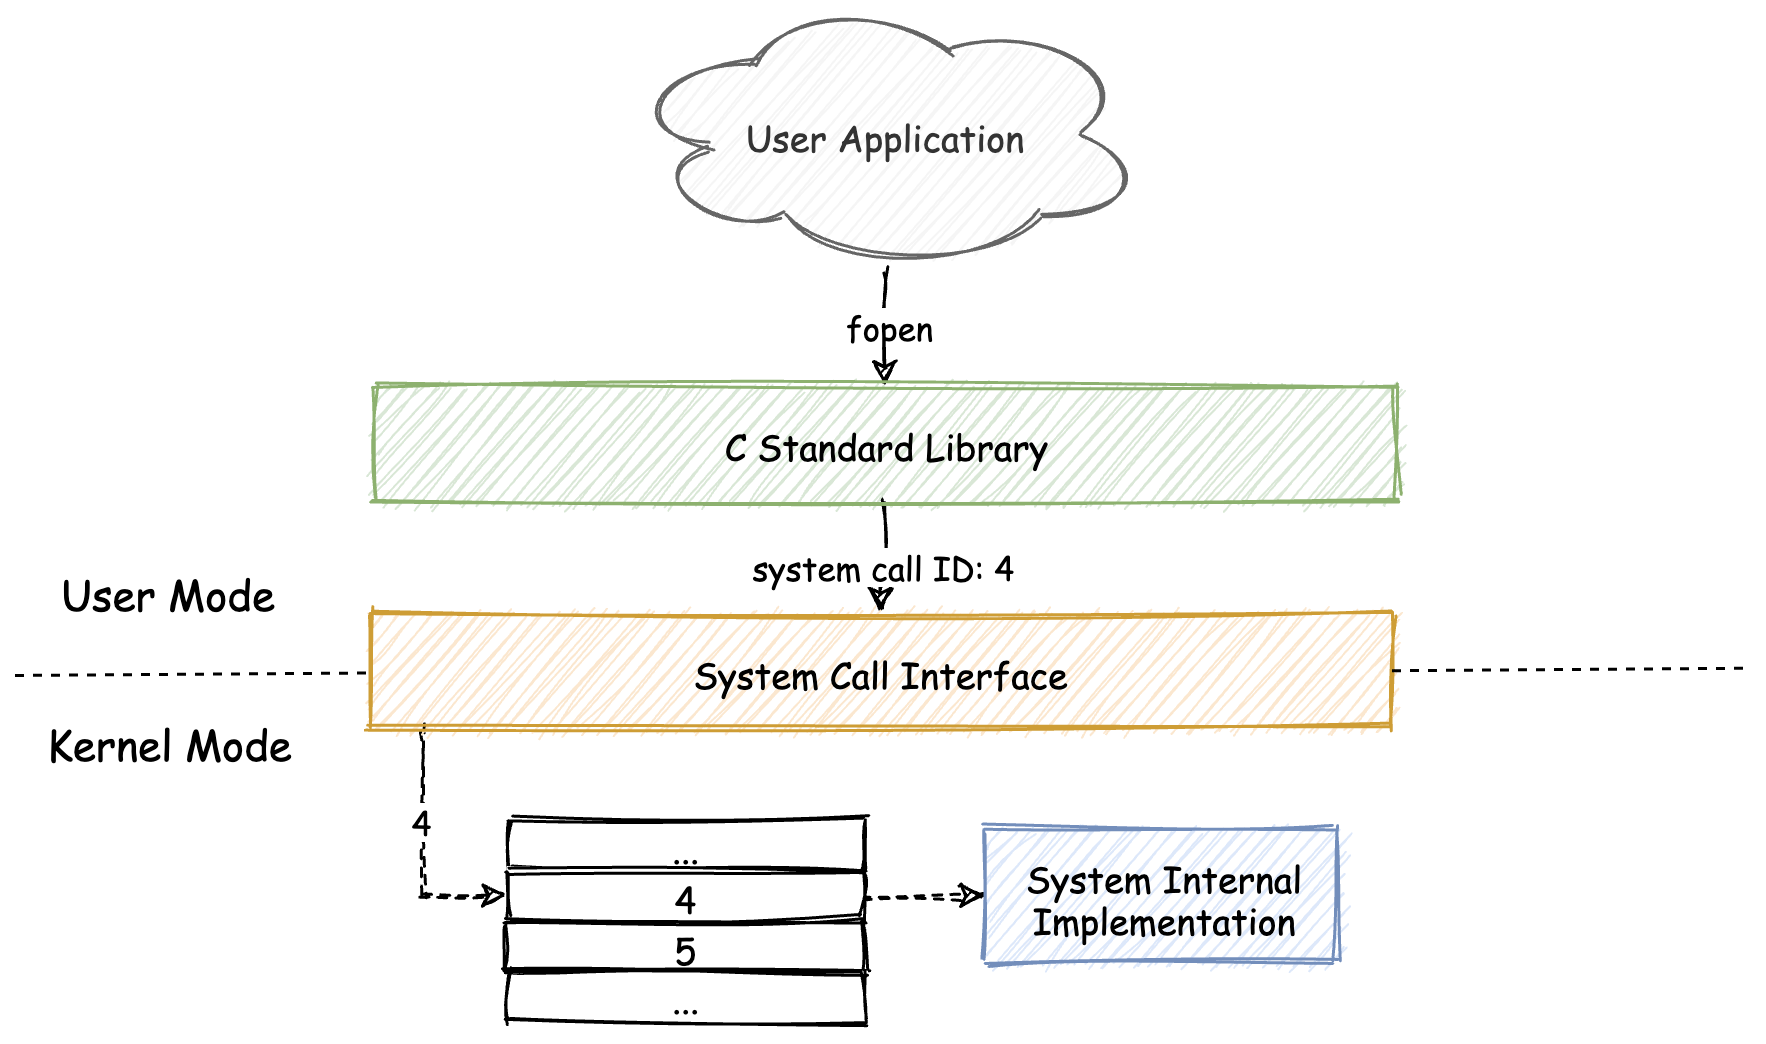 User Application
fopen
C Standard Library
system call ID: 4
User Mode
System Call Interface
Kernel Mode
4
...
4
5
...
System Internal
Implementation